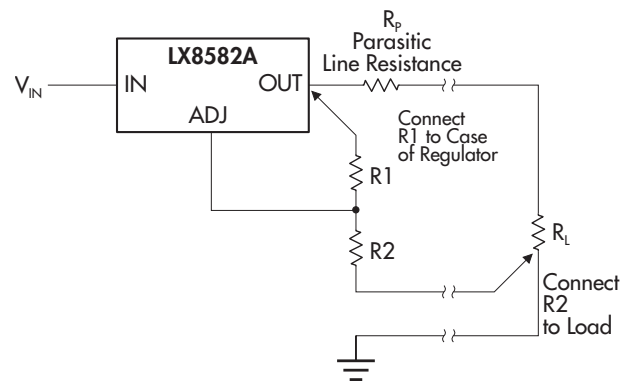 R_P
Parasitic
Line Resistance
LX8582A
V_IN
IN
OUT
ADJ
Connect
R1 to Case
of Regulator
R1
R2
R_L
Connect
R2
to Load